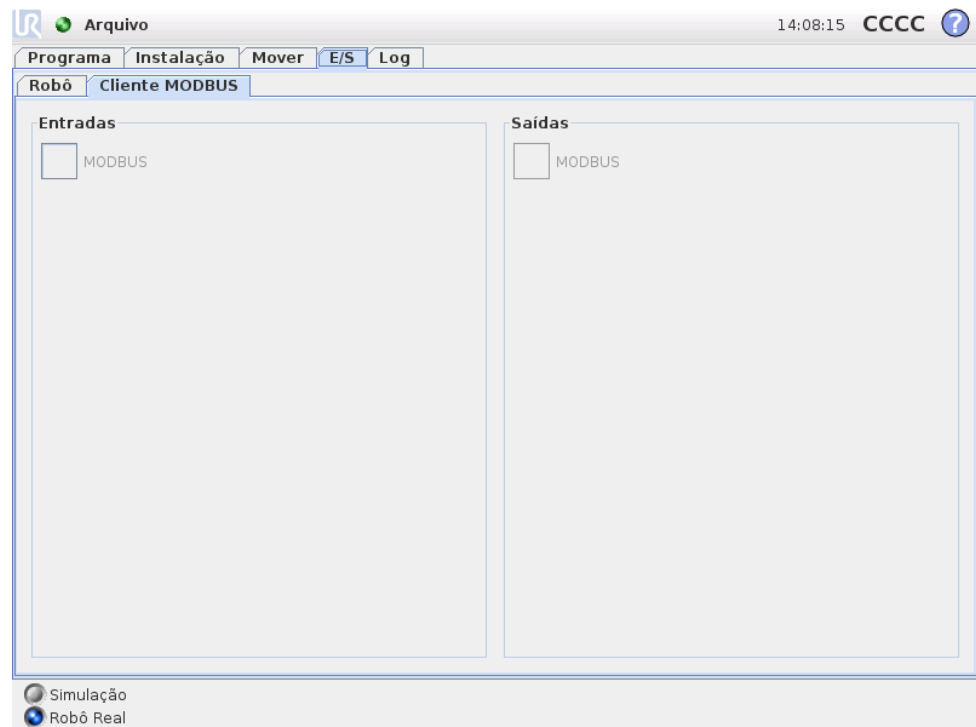 UR Arquivo 14:08:15 CCCC ?
Programa Instalação Mover E/S Log
Robô Cliente MODBUS
Entradas Saídas
MODBUS MODBUS
Simulação
Robô Real